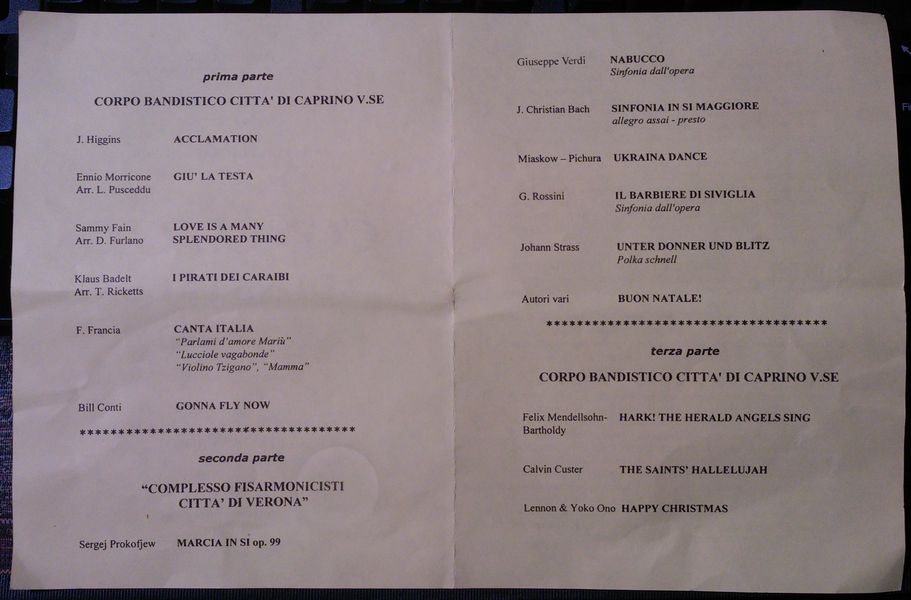 prima parte
CORPO BANDISTICO CITTA' DI CAPRINO V.SE
J. Higgins ACCLAMATION
Ennio Morricone GIU' LA TESTA
Arr. L. Pusceddu
Sammy Fain LOVE IS A MANY
Arr. D. Furlano SPLENDORED THING
Klaus Badelt I PIRATI DEI CARAIBI
Arr. T. Ricketts
F. Francia CANTA ITALIA
"Parlami d'amore Mariù"
"Lucciole vagabonde"
"Violino Tzigano", "Mamma"
Bill Conti GONNA FLY NOW
************************************
seconda parte
"COMPLESSO FISARMONICISTI
CITTA' DI VERONA"
Sergej Prokofjew MARCIA IN SI op. 99
Giuseppe Verdi NABUCCO
Sinfonia dall'opera
J. Christian Bach SINFONIA IN SI MAGGIORE
allegro assai - presto
Miaskow – Pichura UKRAINA DANCE
G. Rossini IL BARBIERE DI SIVIGLIA
Sinfonia dall'opera
Johann Strass UNTER DONNER UND BLITZ
Polka schnell
Autori vari BUON NATALE!
*************************************
terza parte
CORPO BANDISTICO CITTA' DI CAPRINO V.SE
Felix Mendellsohn- HARK! THE HERALD ANGELS SING
Bartholdy
Calvin Custer THE SAINTS' HALLELUJAH
Lennon & Yoko Ono HAPPY CHRISTMAS